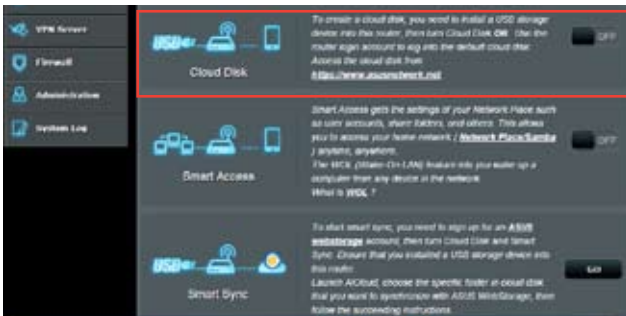 VPN Server
Firewall
Administration
System Log
USB
Cloud Disk
To create a cloud disk, you need to install a USB storage
device into this router, then turn Cloud Disk ON. Use the
router sign account to log into the default cloud disk.
Access the cloud disk from
https://www.asusnetwork.net
OFF
Smart Access
Smart Access gets the settings of your Network Place such
as user accounts, share folders, and others. This allows
you to access your home network ( Network Place/Samba
) anytime, anywhere.
The WOL (Wake-On-LAN) feature lets you wake up a
computer from any device in the network.
What is WOL ?
OFF
USB
Smart Sync
To start smart sync, you need to sign up for an ASUS
webstorage account, then turn Cloud Disk and Smart
Sync. Ensure that you installed a USB storage device into
this router.
Launch AiCloud, choose the specific folder in cloud disk
that you want to synchronize with ASUS WebStorage, then
follow the succeeding instructions.
GO